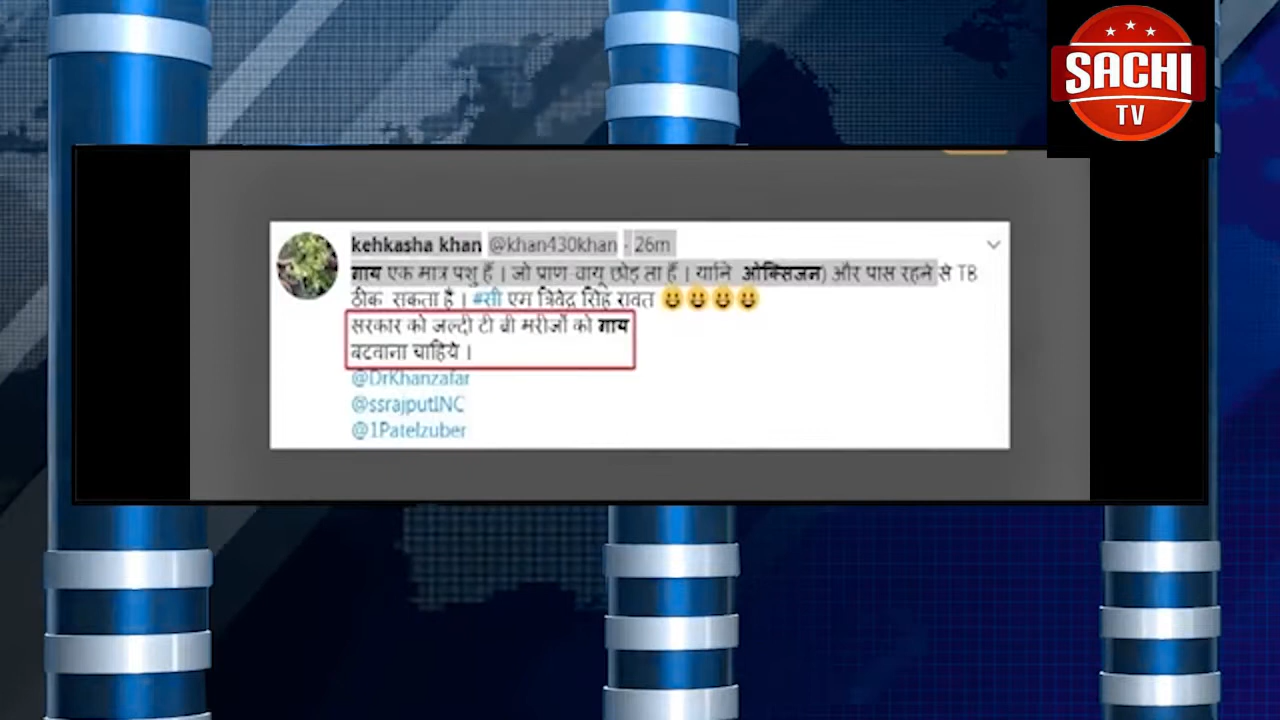 SACHI
TV
kehkasha khan @khan430khan · 26m
गाय एक मात्र पशु हैं । जो प्राण-वायु छोड़ ता हैं । यानि ओक्सिजन) और पास रहने से TB
ठीक सकता है । #सी एम त्रिवेद्र सिंह रावत 😃😃😃😃
सरकार को जल्दी टी बी मरीजों को गाय
बटवाना चाहिये ।
@DrKhanzafar
@ssrajputINC
@1Patelzuber